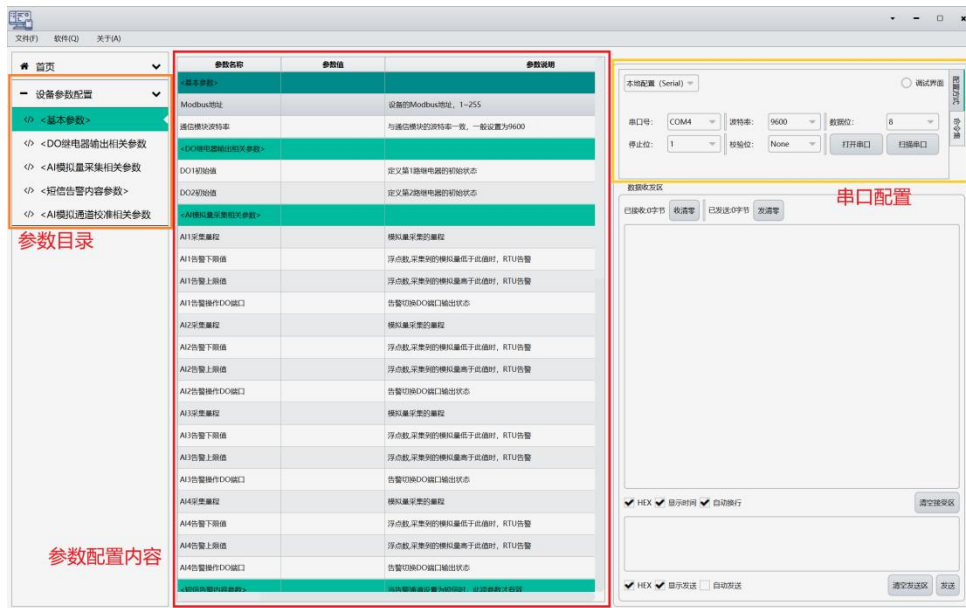 文件(F) 软件(Q) 关于(A)
首页
设备参数配置
</> <基本参数>
</> <DO继电器输出相关参数
</> <AI模拟量采集相关参数
</> <短信告警内容参数>
</> <AI模拟通道校准相关参数
参数目录
参数配置内容
参数名称 参数值 参数说明
<基本参数>
Modbus地址 设备的Modbus地址，1~255
通信模块波特率 与通信模块的波特率一致，一般设置为9600
<DO继电器输出相关参数>
DO1初始值 定义第1路继电器的初始状态
DO2初始值 定义第2路继电器的初始状态
<AI模拟量采集相关参数>
AI1采集量程 模拟量采集的量程
AI1告警下限值 浮点数,采集到的模拟量低于此值时，RTU告警
AI1告警上限值 浮点数,采集到的模拟量高于此值时，RTU告警
AI1告警操作DO端口 告警切换DO端口输出状态
AI2采集量程 模拟量采集的量程
AI2告警下限值 浮点数,采集到的模拟量低于此值时，RTU告警
AI2告警上限值 浮点数,采集到的模拟量高于此值时，RTU告警
AI2告警操作DO端口 告警切换DO端口输出状态
AI3采集量程 模拟量采集的量程
AI3告警下限值 浮点数,采集到的模拟量低于此值时，RTU告警
AI3告警上限值 浮点数,采集到的模拟量高于此值时，RTU告警
AI3告警操作DO端口 告警切换DO端口输出状态
AI4采集量程 模拟量采集的量程
AI4告警下限值 浮点数,采集到的模拟量低于此值时，RTU告警
AI4告警上限值 浮点数,采集到的模拟量高于此值时，RTU告警
AI4告警操作DO端口 告警切换DO端口输出状态
<短信告警内容参数> 当告警通道设置为短信时，此项参数才有效
本地配置 (Serial) 调试界面
配置方式
命令集
串口号: COM4 波特率: 9600 数据位: 8
停止位: 1 校验位: None 打开串口 扫描串口
串口配置
数据收发区
已接收:0字节 收清零 已发送:0字节 发清零
HEX 显示时间 自动换行 清空接受区
HEX 显示发送 自动发送 清空发送区 发送